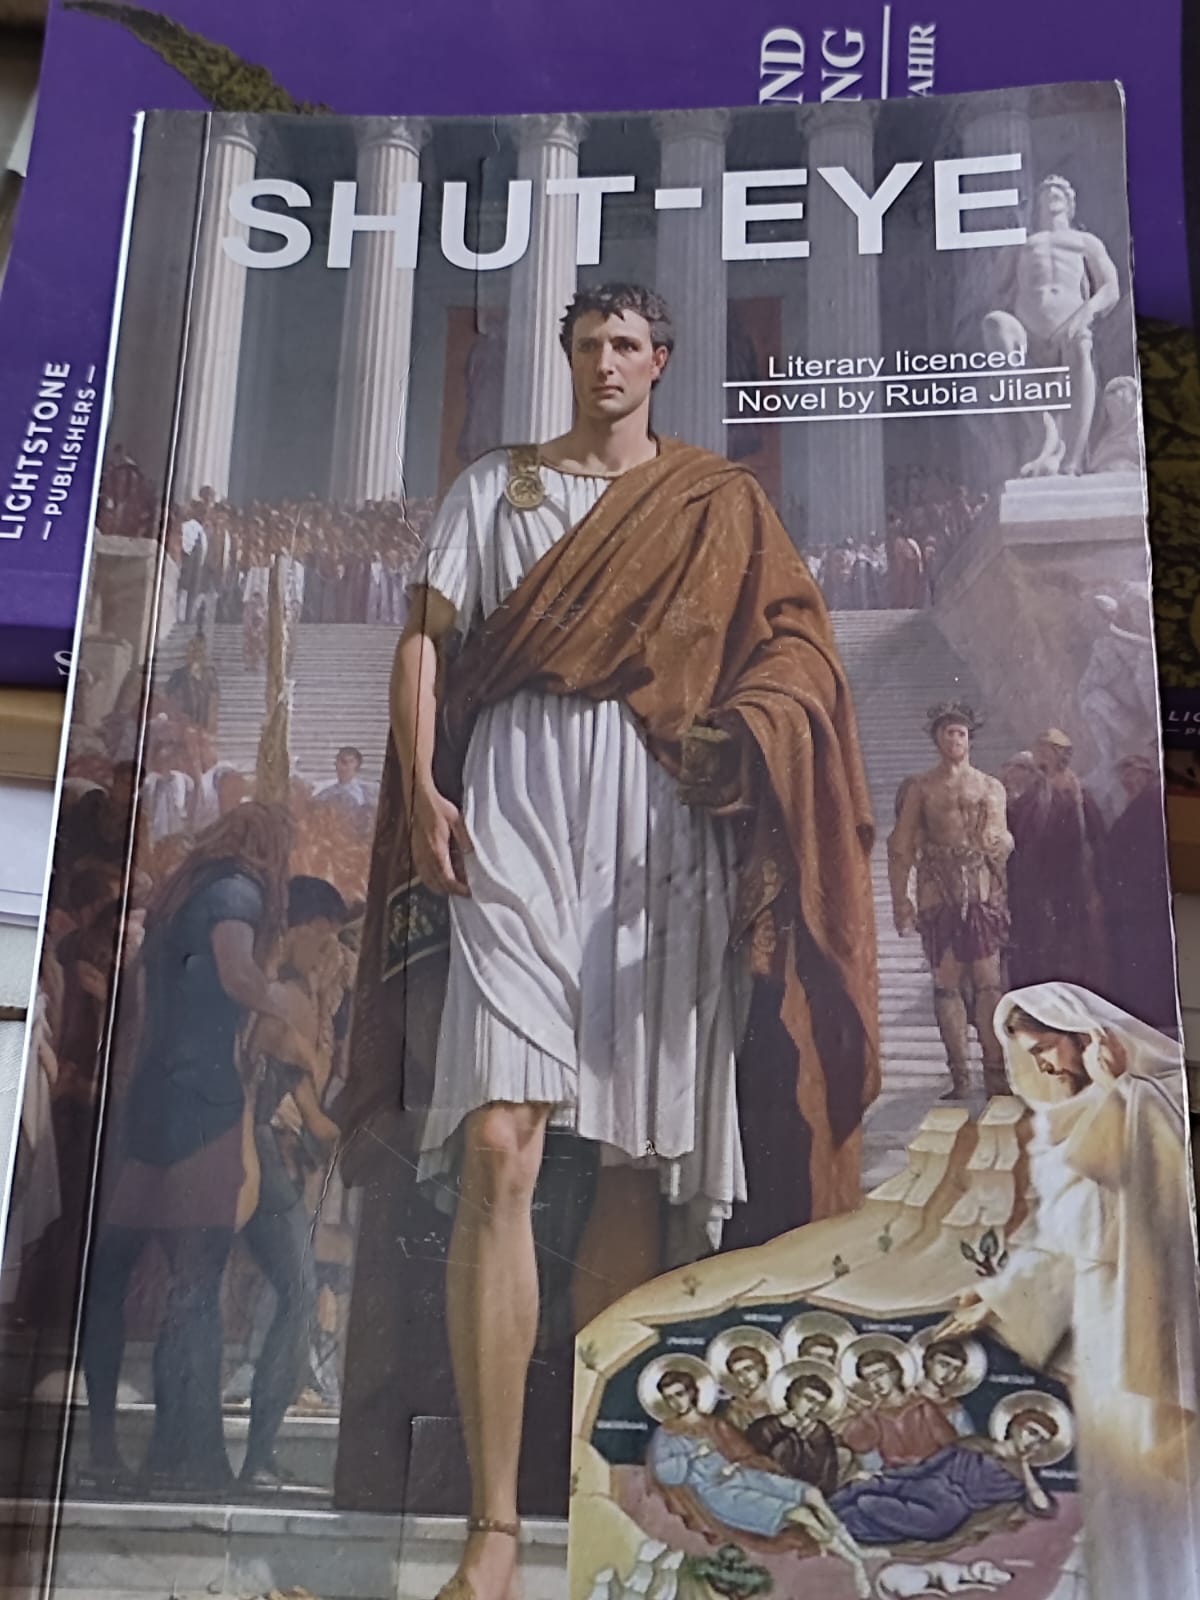 ND
NG
AHIR
SHUT-EYE
Literary licenced
Novel by Rubia Jilani
LIGHTSTONE
—PUBLISHERS—